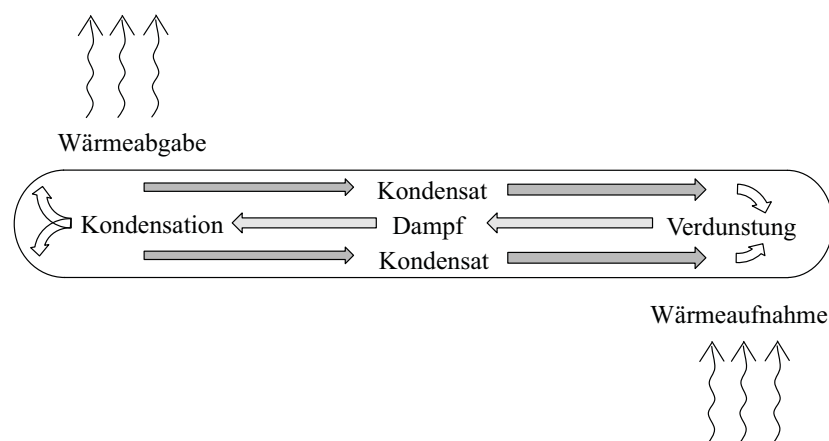 Wärmeabgabe
Kondensat
Kondensation
Dampf
Verdunstung
Kondensat
Wärmeaufnahme